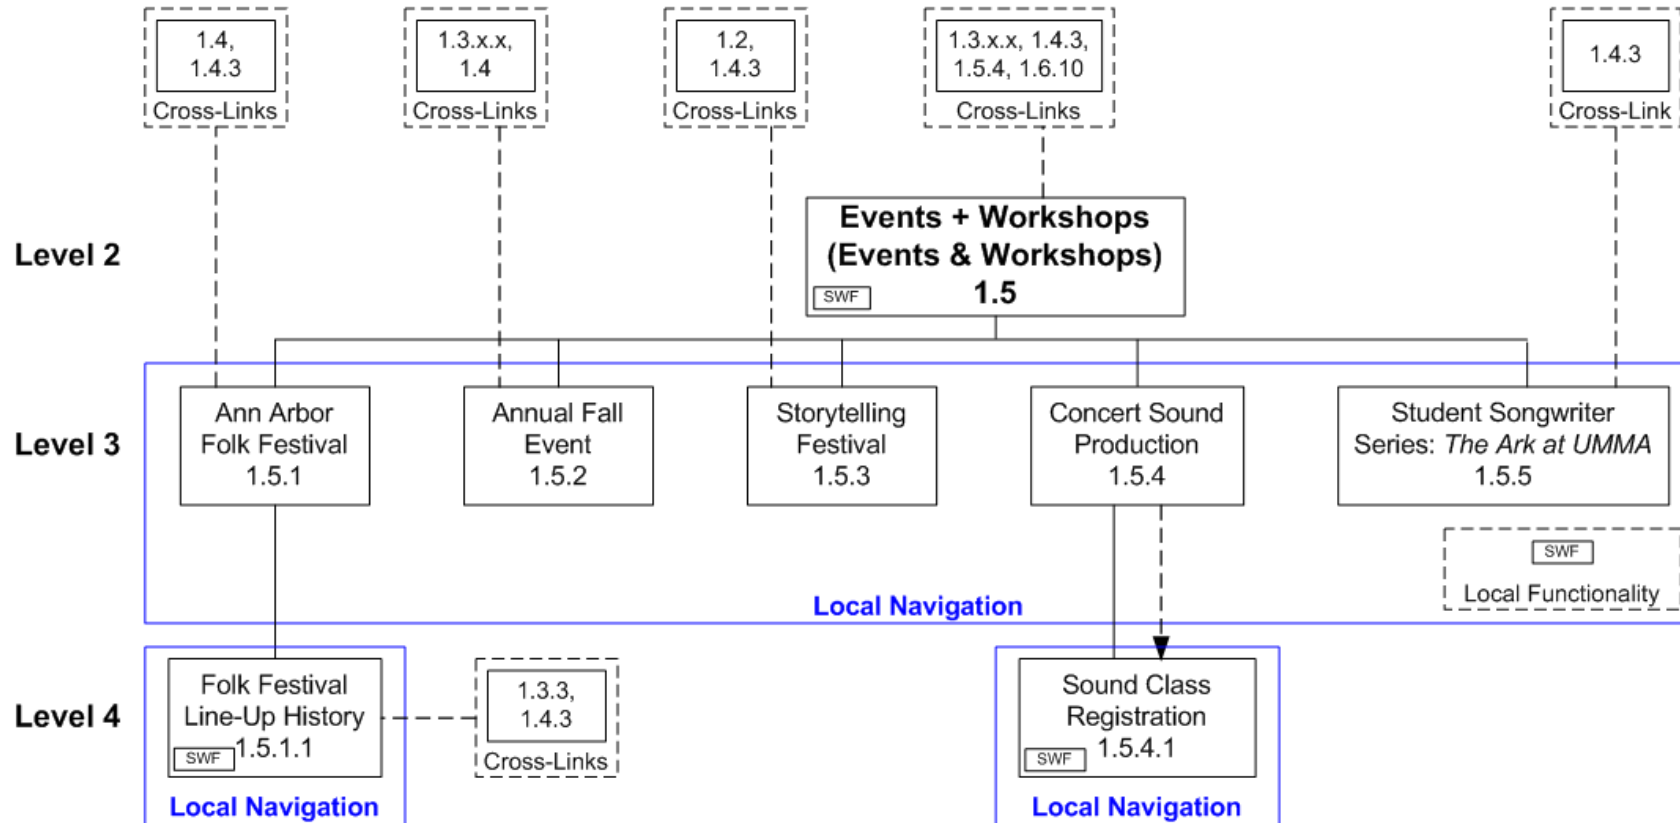 1.4,
1.4.3
Cross-Links
1.3.x.x,
1.4
Cross-Links
1.2,
1.4.3
Cross-Links
1.3.x.x, 1.4.3,
1.5.4, 1.6.10
Cross-Links
1.4.3
Cross-Link
Level 2
Events + Workshops
(Events & Workshops)
1.5
SWF
Level 3
Ann Arbor
Folk Festival
1.5.1
Annual Fall
Event
1.5.2
Storytelling
Festival
1.5.3
Concert Sound
Production
1.5.4
Student Songwriter
Series: The Ark at UMMA
1.5.5
SWF
Local Functionality
Local Navigation
Level 4
Folk Festival
Line-Up History
1.5.1.1
SWF
Local Navigation
1.3.3,
1.4.3
Cross-Links
Sound Class
Registration
1.5.4.1
SWF
Local Navigation